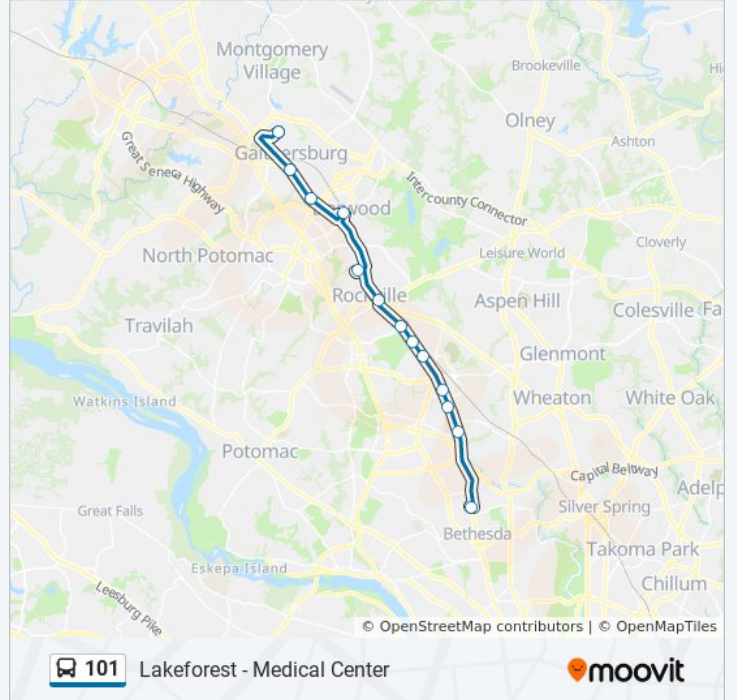 Montgomery
Village
Brookeville
Olney
Ashton
Gaithersburg
Great Seneca Highway
Intercounty Connector
North Potomac
Leisure World
Cloverly
Rockville
Aspen Hill
Colesville
Fa
Travilah
Glenmont
Watkins Island
Wheaton
White Oak
Potomac
Capital Beltway
Adelp
Great Falls
Silver Spring
Bethesda
Takoma Park
Eskepa Island
Chillum
Leesburg Pike
© OpenStreetMap contributors | © OpenMapTiles
101 Lakeforest - Medical Center
moovit